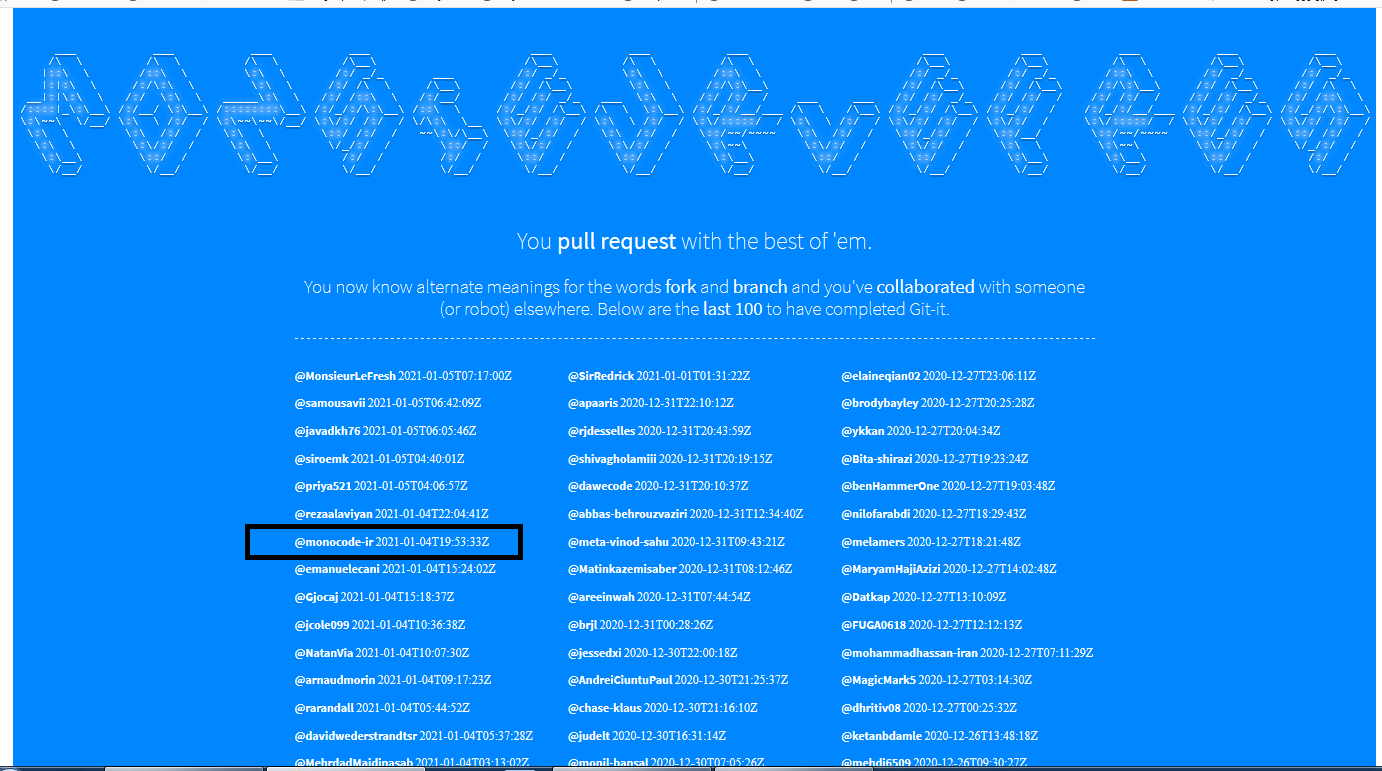 You pull request with the best of 'em.
You now know alternate meanings for the words fork and branch and you've collaborated with someone
(or robot) elsewhere. Below are the last 100 to have completed Git-it.
@MonsieurLeFresh 2021-01-05T07:17:00Z
@samousavii 2021-01-05T06:42:09Z
@javadkh76 2021-01-05T06:05:46Z
@siroemk 2021-01-05T04:40:01Z
@priya521 2021-01-05T04:06:57Z
@rezaalaviyan 2021-01-04T22:04:41Z
@monocode-ir 2021-01-04T19:53:33Z
@emanuelecani 2021-01-04T15:24:02Z
@Gjocaj 2021-01-04T15:18:37Z
@jcole099 2021-01-04T10:36:38Z
@NatanVia 2021-01-04T10:07:30Z
@arnaudmorin 2021-01-04T09:17:23Z
@rarandall 2021-01-04T05:44:52Z
@davidwederstrandtsr 2021-01-04T05:37:28Z
@MehrdadMajdinasab 2021-01-04T03:13:02Z
@SirRedrick 2021-01-01T01:31:22Z
@apaaris 2020-12-31T22:10:12Z
@rjdesselles 2020-12-31T20:43:59Z
@shivagholamiii 2020-12-31T20:19:15Z
@dawecode 2020-12-31T20:10:37Z
@abbas-behrouzvaziri 2020-12-31T12:34:40Z
@meta-vinod-sahu 2020-12-31T09:43:21Z
@Matinkazemisaber 2020-12-31T08:12:46Z
@areeinwah 2020-12-31T07:44:54Z
@brjl 2020-12-31T00:28:26Z
@jessedxi 2020-12-30T22:00:18Z
@AndreiCiuntuPaul 2020-12-30T21:25:37Z
@chase-klaus 2020-12-30T21:16:10Z
@judelt 2020-12-30T16:31:14Z
@monil-bansal 2020-12-30T07:05:26Z
@elaineqian02 2020-12-27T23:06:11Z
@brodybayley 2020-12-27T20:25:28Z
@ykkan 2020-12-27T20:04:34Z
@Bita-shirazi 2020-12-27T19:23:24Z
@benHammerOne 2020-12-27T19:03:48Z
@nilofarabdi 2020-12-27T18:29:43Z
@melamers 2020-12-27T18:21:48Z
@MaryamHajiAzizi 2020-12-27T14:02:48Z
@Datkap 2020-12-27T13:10:09Z
@FUGA0618 2020-12-27T12:12:13Z
@mohammadhassan-iran 2020-12-27T07:11:29Z
@MagicMark5 2020-12-27T03:14:30Z
@dhritiv08 2020-12-27T00:25:32Z
@ketanbdamle 2020-12-26T13:48:18Z
@mehdi6509 2020-12-26T09:30:27Z